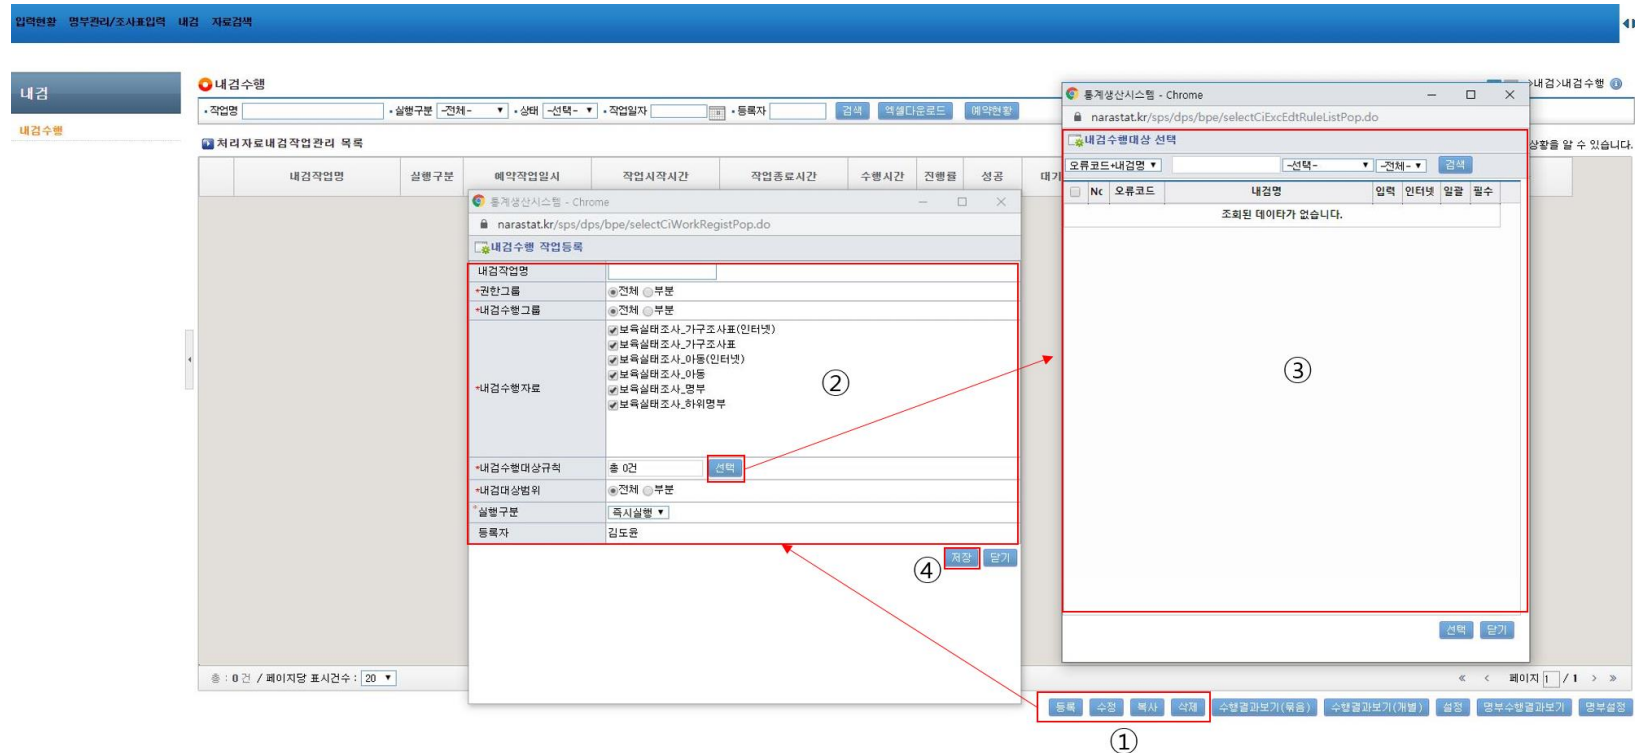 입력현황 명부관리/조사표입력 내검 자료검색
내검
내검수행
내검수행
>내검>내검수행
•작업명 •실행구분 -전체- •상태 -선택- •작업일자 •등록자 검색 엑셀다운로드 예약현황
처리자료내검작업관리 목록
상황을 알 수 있습니다.
내검작업명 실행구분 예약작업일시 작업시작시간 작업종료시간 수행시간 진행률 성공 대기
통계생산시스템 - Chrome
narastat.kr/sps/dps/bpe/selectCiWorkRegistPop.do
내검수행 작업등록
내검작업명
*권한그룹 전체 부분
*내검수행그룹 전체 부분
*내검수행자료
보육실태조사_가구조사표(인터넷)
보육실태조사_가구조사표
보육실태조사_아동(인터넷)
보육실태조사_아동
보육실태조사_명부
보육실태조사_하위명부
②
*내검수행대상규칙 총 0건 선택
*내검대상범위 전체 부분
*실행구분 즉시실행
등록자 김도윤
④ 저장 닫기
통계생산시스템 - Chrome
narastat.kr/sps/dps/bpe/selectCiExcEdtRuleListPop.do
내검수행대상 선택
오류코드+내검명 -선택- -전체- 검색
Nc 오류코드 내검명 입력 인터넷 일괄 필수
조회된 데이타가 없습니다.
③
선택 닫기
총 : 0 건 / 페이지당 표시건수 : 20
« < 페이지 1 / 1 > »
등록 수정 복사 삭제 수행결과보기(묶음) 수행결과보기(개별) 설정 명부수행결과보기 명부설정
①